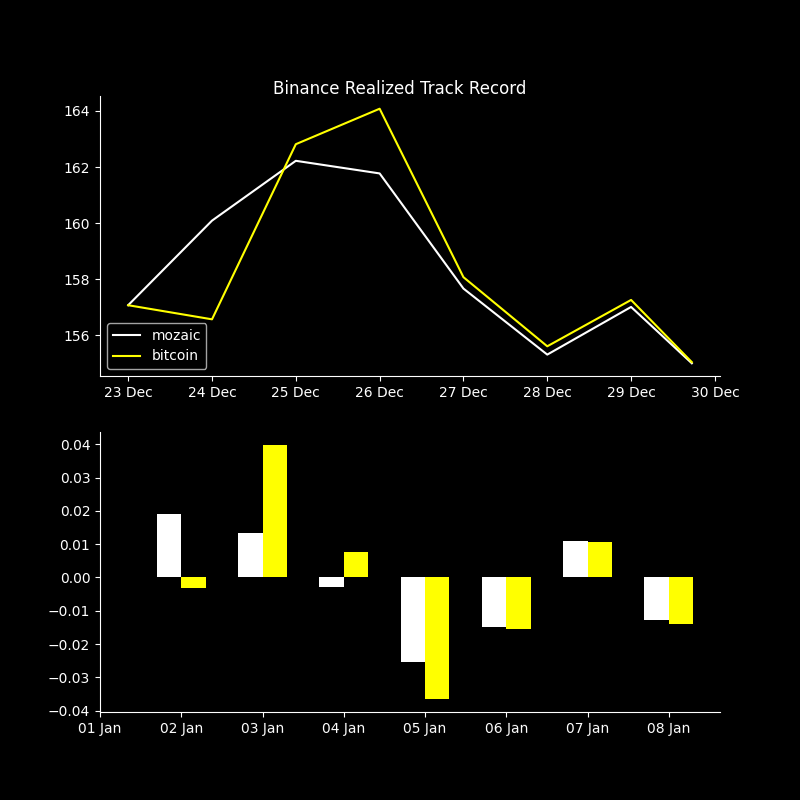 Binance Realized Track Record
164
162
160
158
156
mozaic
bitcoin
23 Dec 24 Dec 25 Dec 26 Dec 27 Dec 28 Dec 29 Dec 30 Dec
0.04
0.03
0.02
0.01
0.00
−0.01
−0.02
−0.03
−0.04
01 Jan 02 Jan 03 Jan 04 Jan 05 Jan 06 Jan 07 Jan 08 Jan